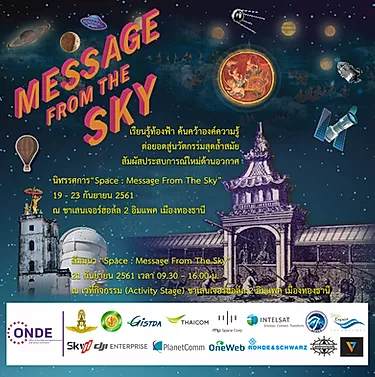 MESSAGE
FROM THE
SKY
เรียนรู้ท้องฟ้า ค้นคว้าองค์ความรู้
ต่อยอดสู่นวัตกรรมสุดล้ำสมัย
สัมผัสประสบการณ์ใหม่ด้านอวกาศ
นิทรรศการ"Space : Message From The Sky"
19 - 23 กันยายน 2561
ณ ชาเลนเจอร์ฮอล์ล 2 อิมแพค เมืองทองธานี
สัมมนา "Space : Message From The Sky"
21 กันยายน 2561 เวลา 09.30 – 16.00 น.
ณ เวทีกิจกรรม (Activity Stage) ชาเลนเจอร์ฮอล์ล 2 อิมแพค เมืองทองธานี
ONDE
GISTDA
THAICOM
mu Space Corp
INTELSAT
Envision. Connect. Transform.
Sky
dji ENTERPRISE
PlanetComm
OneWeb
ROHDE&SCHWARZ